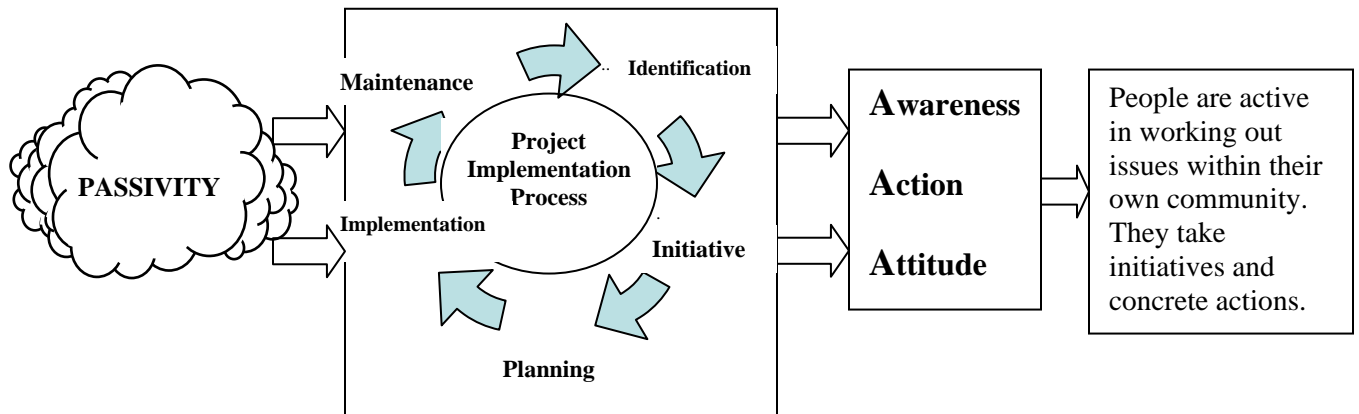 PASSIVITY
Maintenance
Identification
Project
Implementation
Process
Implementation
Initiative
Planning
Awareness
Action
Attitude
People are active
in working out
issues within their
own community.
They take
initiatives and
concrete actions.